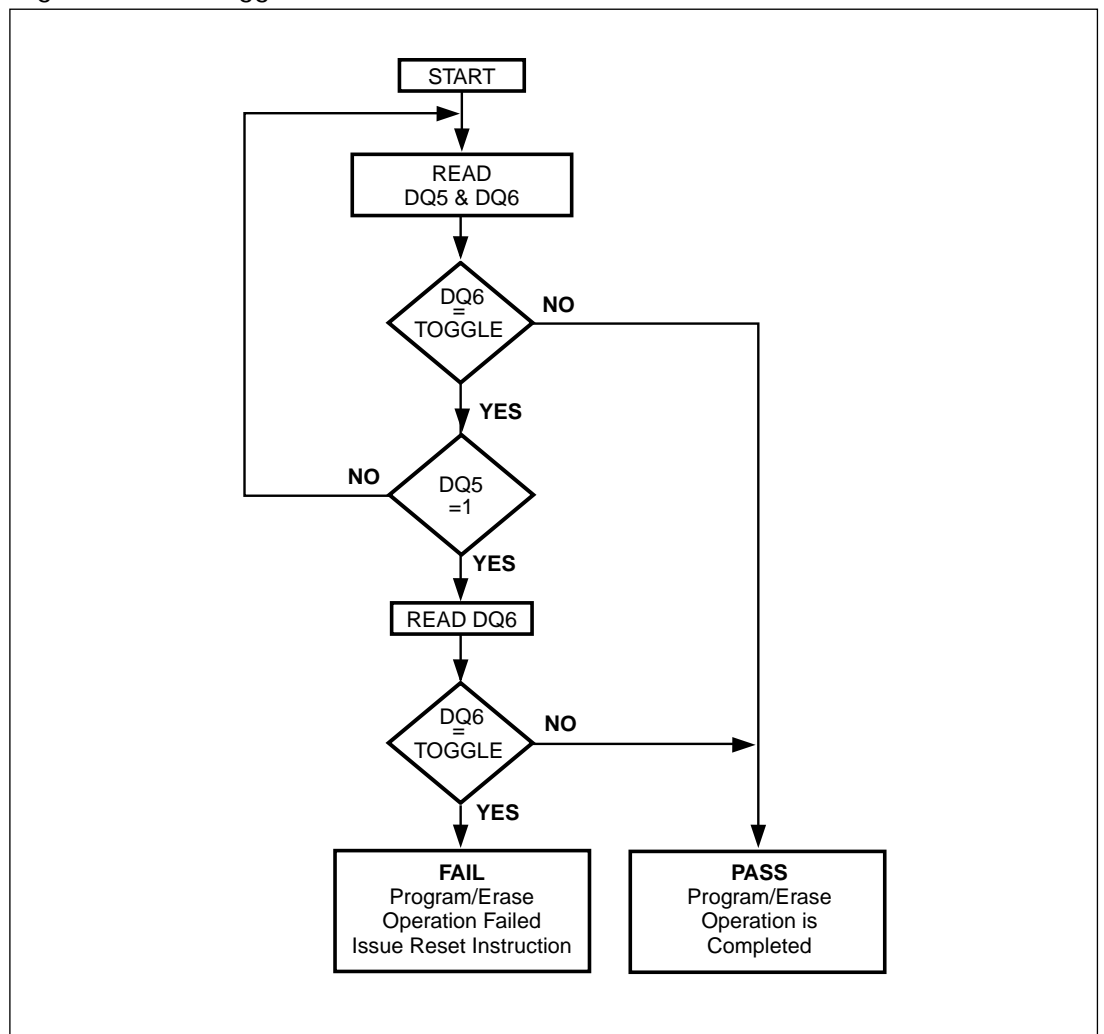 START
READ
DQ5 & DQ6
DQ6
=
TOGGLE
NO
YES
NO
DQ5
=1
YES
READ DQ6
DQ6
=
TOGGLE
NO
YES
FAIL
Program/Erase
Operation Failed
Issue Reset Instruction
PASS
Program/Erase
Operation is
Completed